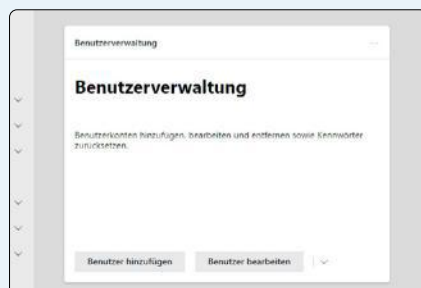 Benutzerverwaltung
Benutzerverwaltung
Benutzerkonten hinzufügen, bearbeiten und entfernen sowie Kennwörter
zurücksetzen.
Benutzer hinzufügen
Benutzer bearbeiten